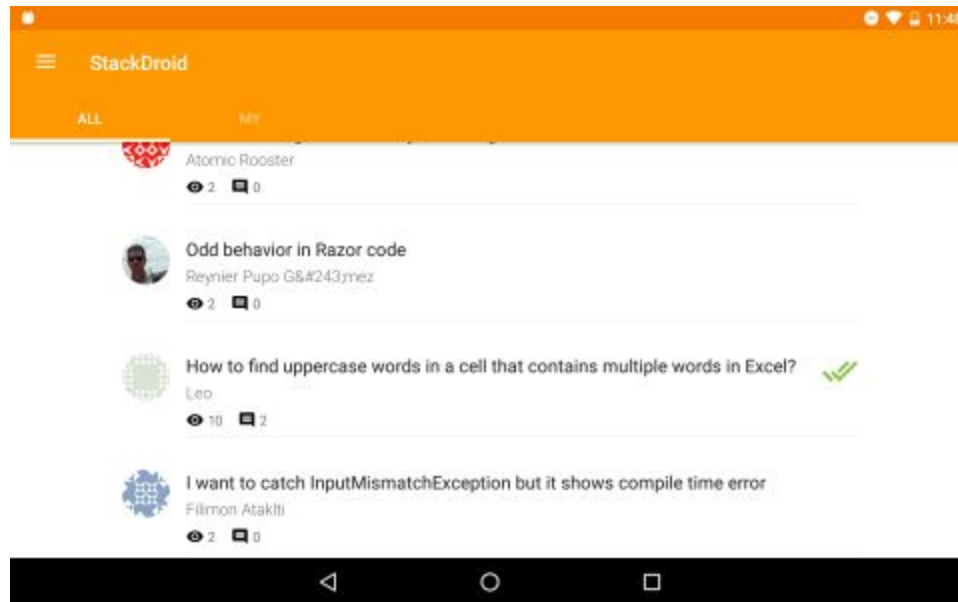 11:48
StackDroid
ALL
MY
Atomic Rooster
2 0
Odd behavior in Razor code
Reynier Pupo G&#243;mez
2 0
How to find uppercase words in a cell that contains multiple words in Excel?
Leo
10 2
I want to catch InputMismatchException but it shows compile time error
Filimon Ataklti
2 0